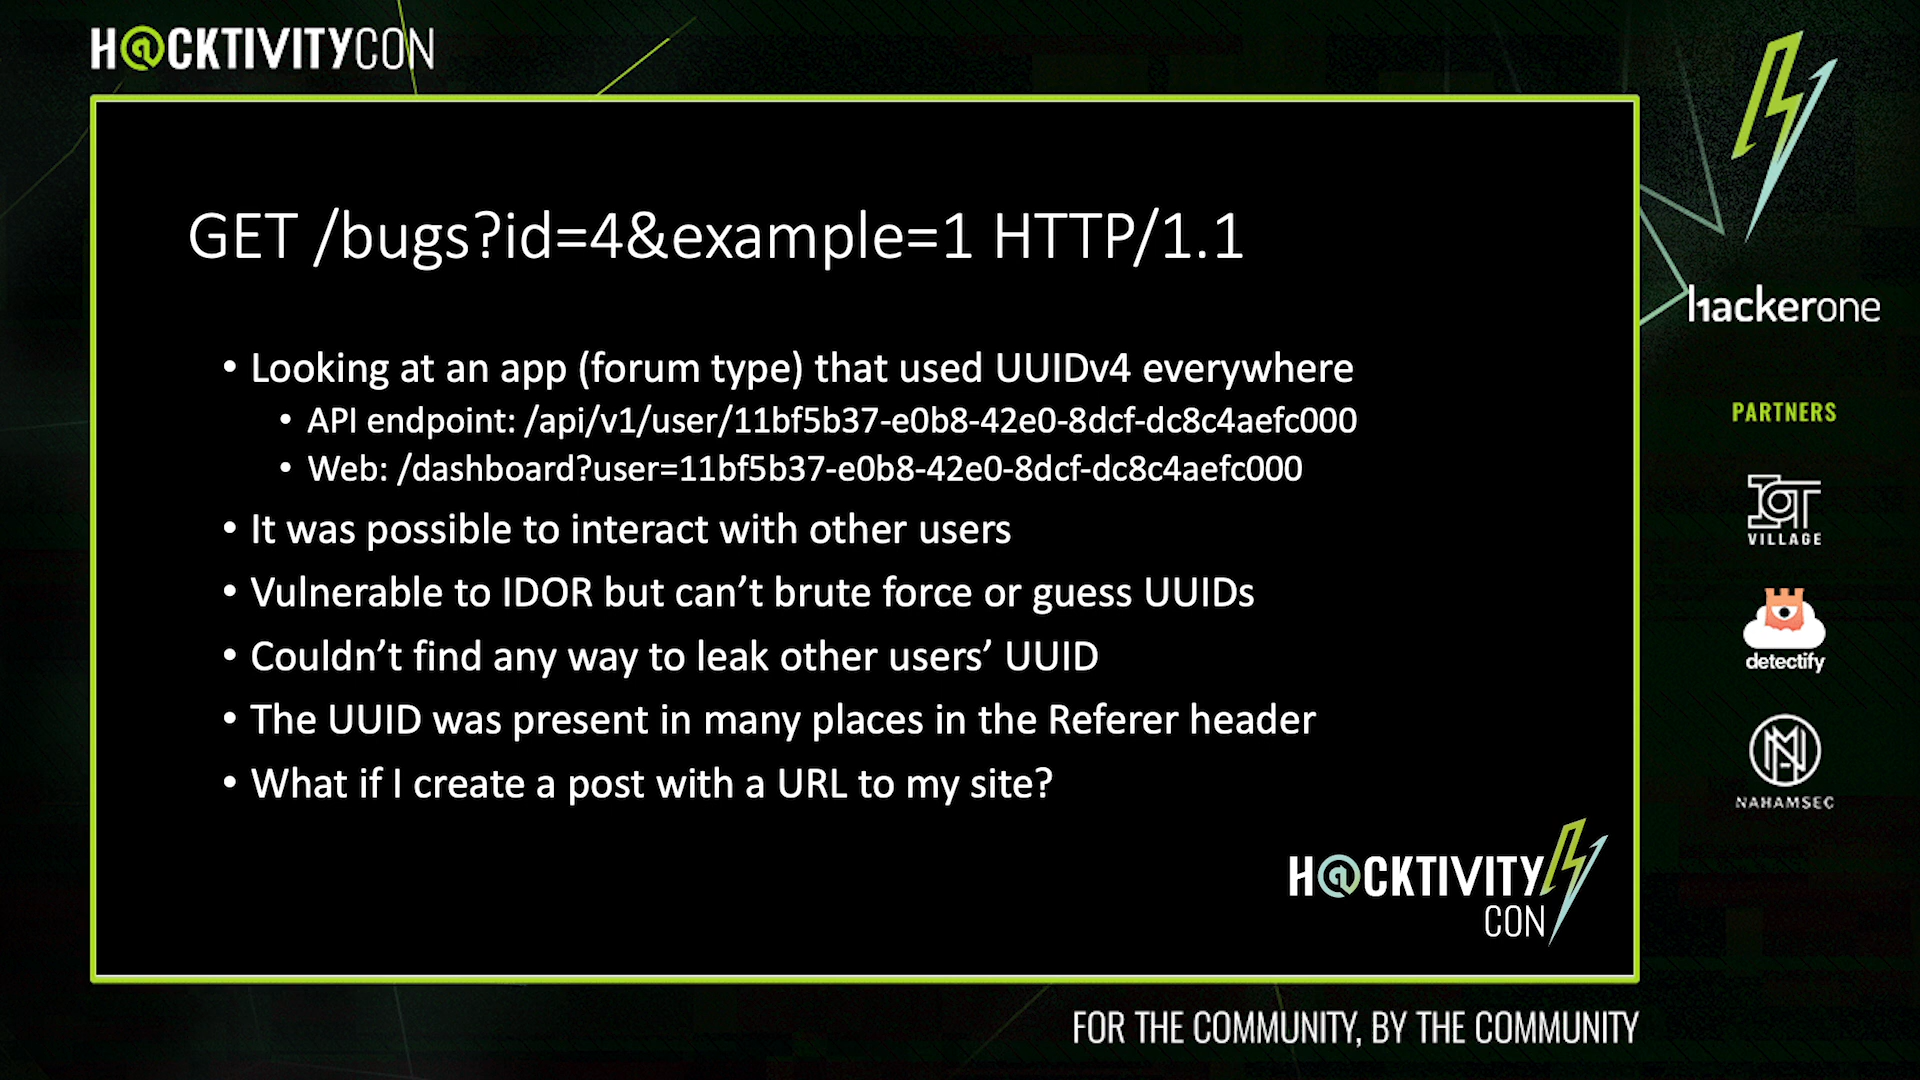 H@CKTIVITYCON
GET /bugs?id=4&example=1 HTTP/1.1
• Looking at an app (forum type) that used UUIDv4 everywhere
• API endpoint: /api/v1/user/11bf5b37-e0b8-42e0-8dcf-dc8c4aefc000
• Web: /dashboard?user=11bf5b37-e0b8-42e0-8dcf-dc8c4aefc000
• It was possible to interact with other users
• Vulnerable to IDOR but can’t brute force or guess UUIDs
• Couldn’t find any way to leak other users’ UUID
• The UUID was present in many places in the Referer header
• What if I create a post with a URL to my site?
H@CKTIVITY
CON
hackerone
PARTNERS
IOT
VILLAGE
detectify
NAHAMSEC
FOR THE COMMUNITY, BY THE COMMUNITY